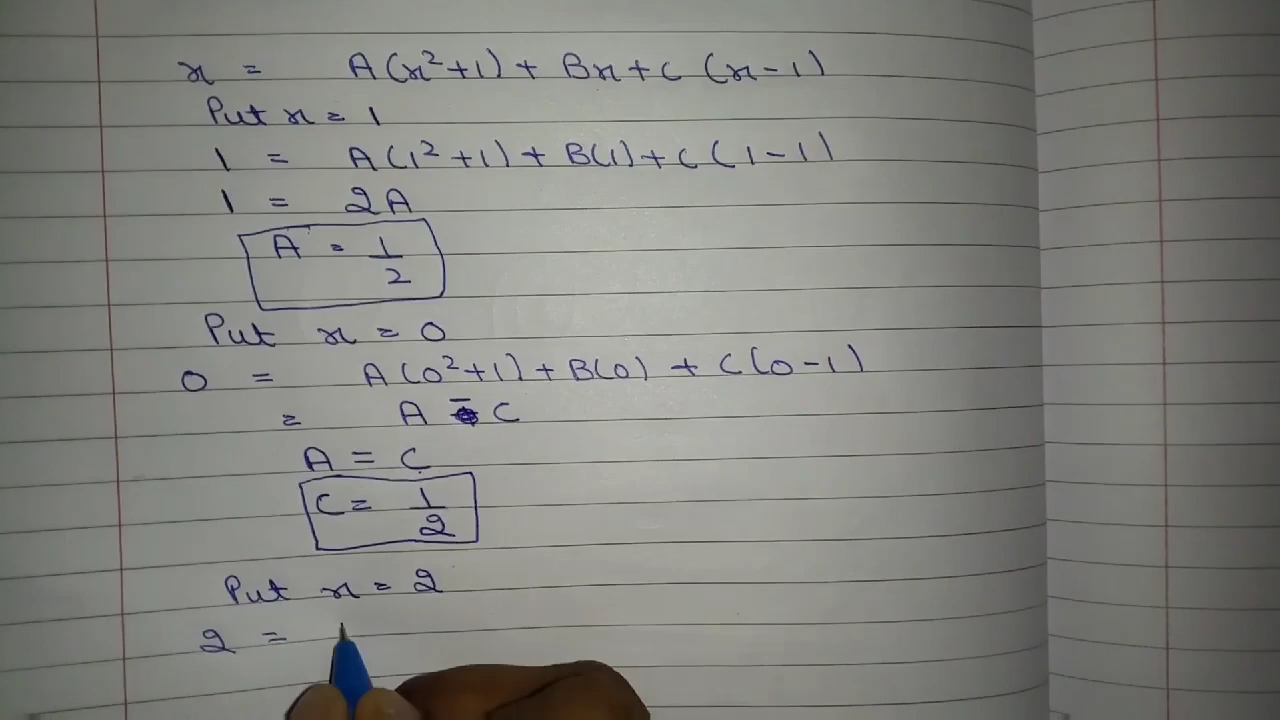 x = A(x²+1) + Bx+C (x-1)
Put x = 1
1 = A(1²+1) + B(1)+C(1-1)
1 = 2A
A = 1/2
Put x = 0
0 = A(0²+1)+B(0) + C(0-1)
= A - C
A = C
C = 1/2
Put x = 2
2 =